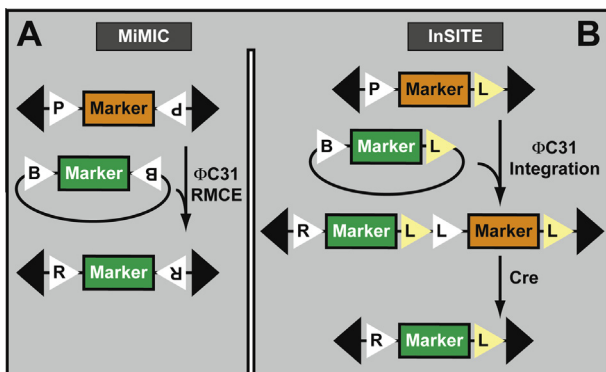 A
MiMIC
P Marker P
B Marker B
ΦC31
RMCE
R Marker R
B
InSITE
P Marker L
B Marker L
ΦC31
Integration
R Marker L L Marker L
Cre
R Marker L